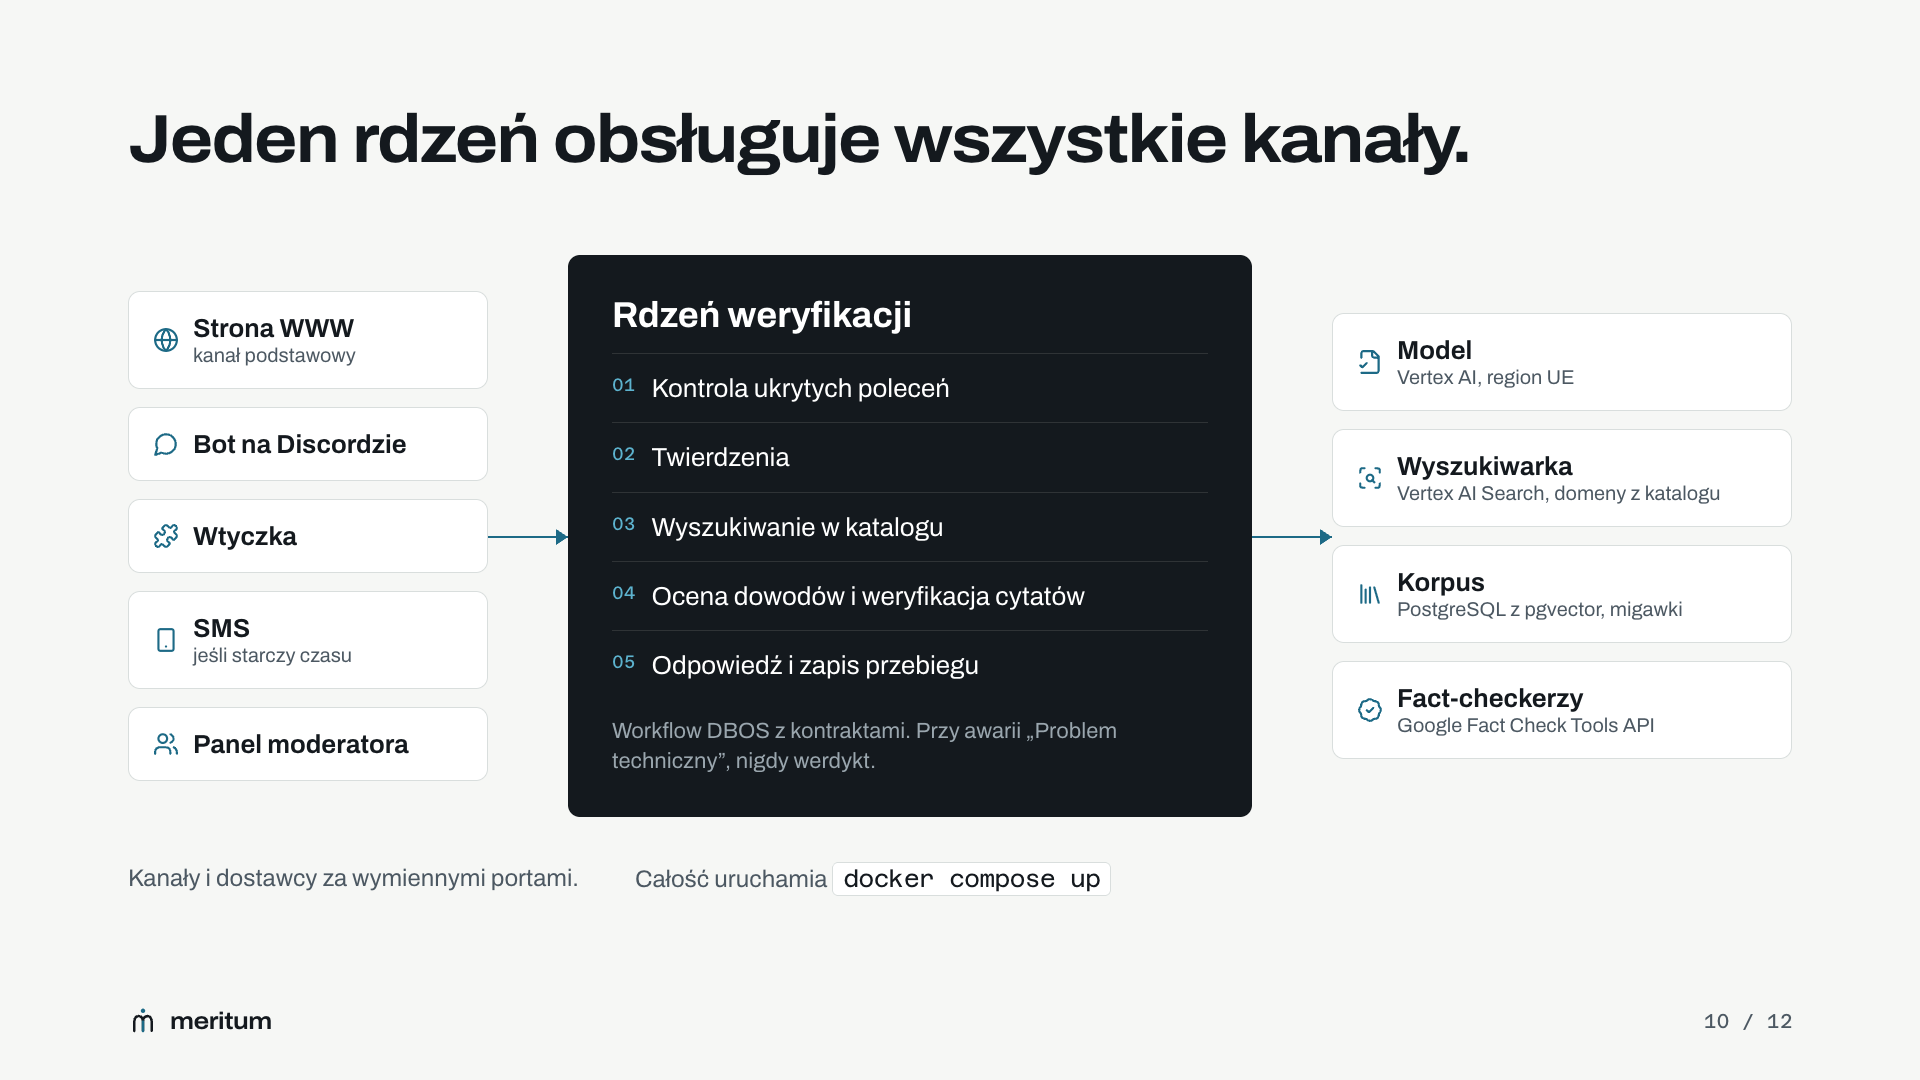 Jeden rdzeń obsługuje wszystkie kanały.
Strona WWW
kanał podstawowy
Bot na Discordzie
Wtyczka
SMS
jeśli starczy czasu
Panel moderatora
Rdzeń weryfikacji
01 Kontrola ukrytych poleceń
02 Twierdzenia
03 Wyszukiwanie w katalogu
04 Ocena dowodów i weryfikacja cytatów
05 Odpowiedź i zapis przebiegu
Workflow DBOS z kontraktami. Przy awarii „Problem
techniczny”, nigdy werdykt.
Model
Vertex AI, region UE
Wyszukiwarka
Vertex AI Search, domeny z katalogu
Korpus
PostgreSQL z pgvector, migawki
Fact-checkerzy
Google Fact Check Tools API
Kanały i dostawcy za wymiennymi portami.
Całość uruchamia docker compose up
meritum
10 / 12